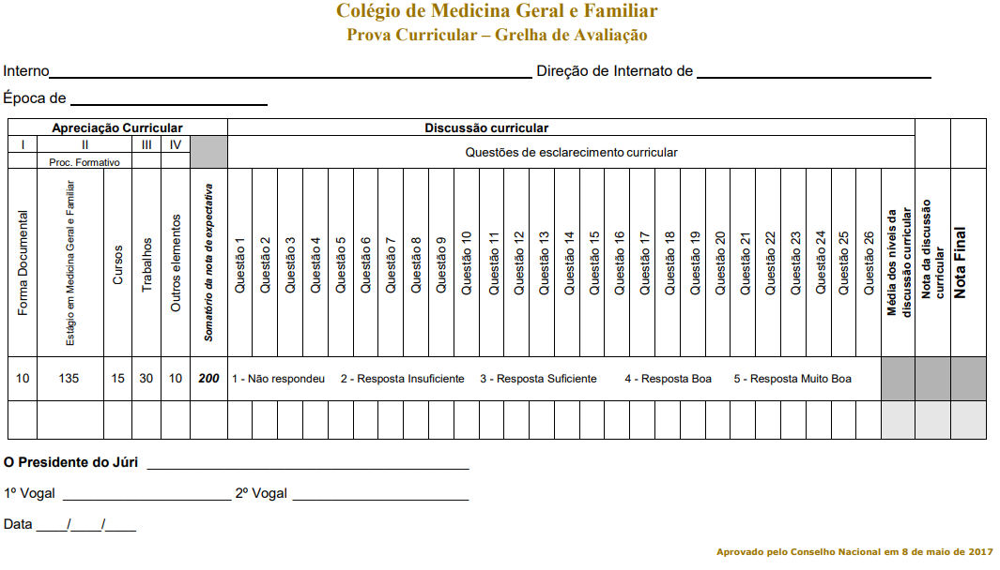 Colégio de Medicina Geral e Familiar
Prova Curricular – Grelha de Avaliação
Interno Direção de Internato de
Época de
Apreciação Curricular Discussão curricular
I II III IV
Questões de esclarecimento curricular
Proc. Formativo
Forma Documental
Estágio em Medicina Geral e Familiar
Cursos
Trabalhos
Outros elementos
Somatório da nota de expectativa
Questão 1
Questão 2
Questão 3
Questão 4
Questão 5
Questão 6
Questão 7
Questão 8
Questão 9
Questão 10
Questão 11
Questão 12
Questão 13
Questão 14
Questão 15
Questão 16
Questão 17
Questão 18
Questão 19
Questão 20
Questão 21
Questão 22
Questão 23
Questão 24
Questão 25
Questão 26
Média dos níveis da
discussão curricular
Nota da discussão
curricular
Nota Final
10 135 15 30 10 200 1 - Não respondeu 2 - Resposta Insuficiente 3 - Resposta Suficiente 4 - Resposta Boa 5 - Resposta Muito Boa
O Presidente do Júri
1º Vogal 2º Vogal
Data ____/____/____
Aprovado pelo Conselho Nacional em 8 de maio de 2017